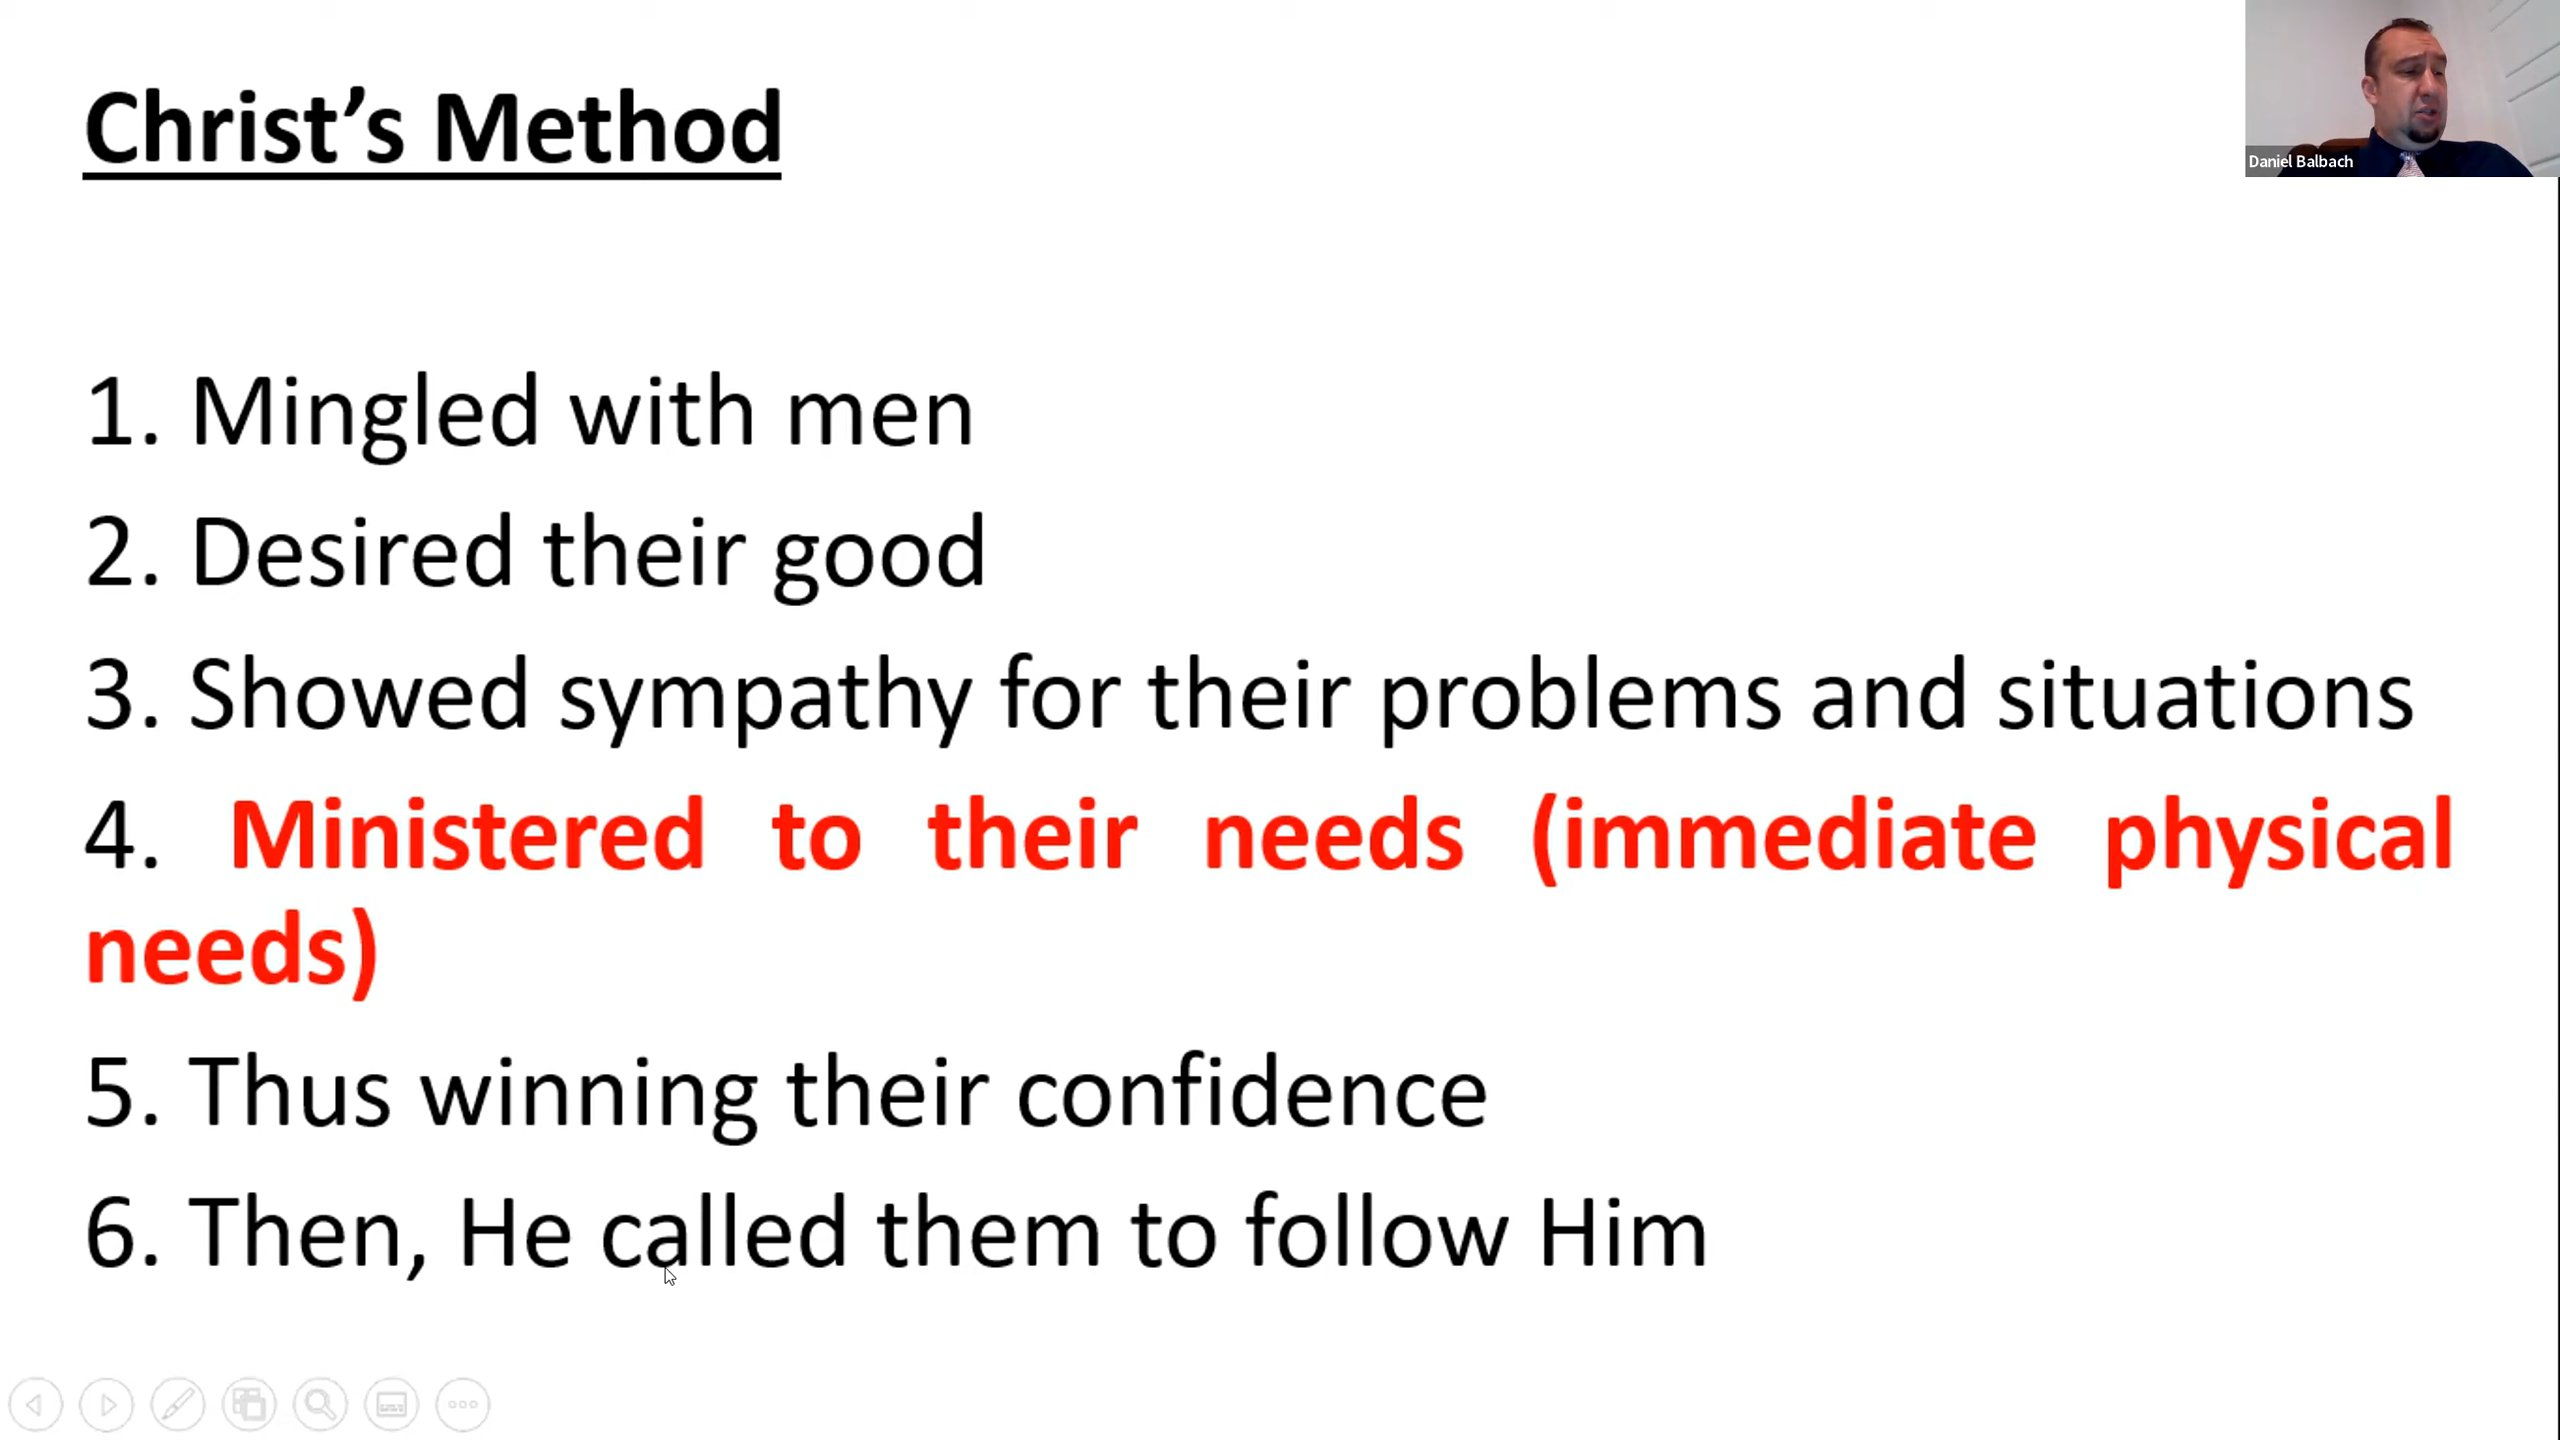 Christ’s Method
Daniel Balbach
1. Mingled with men
2. Desired their good
3. Showed sympathy for their problems and situations
4. Ministered to their needs (immediate physical
needs)
5. Thus winning their confidence
6. Then, He called them to follow Him